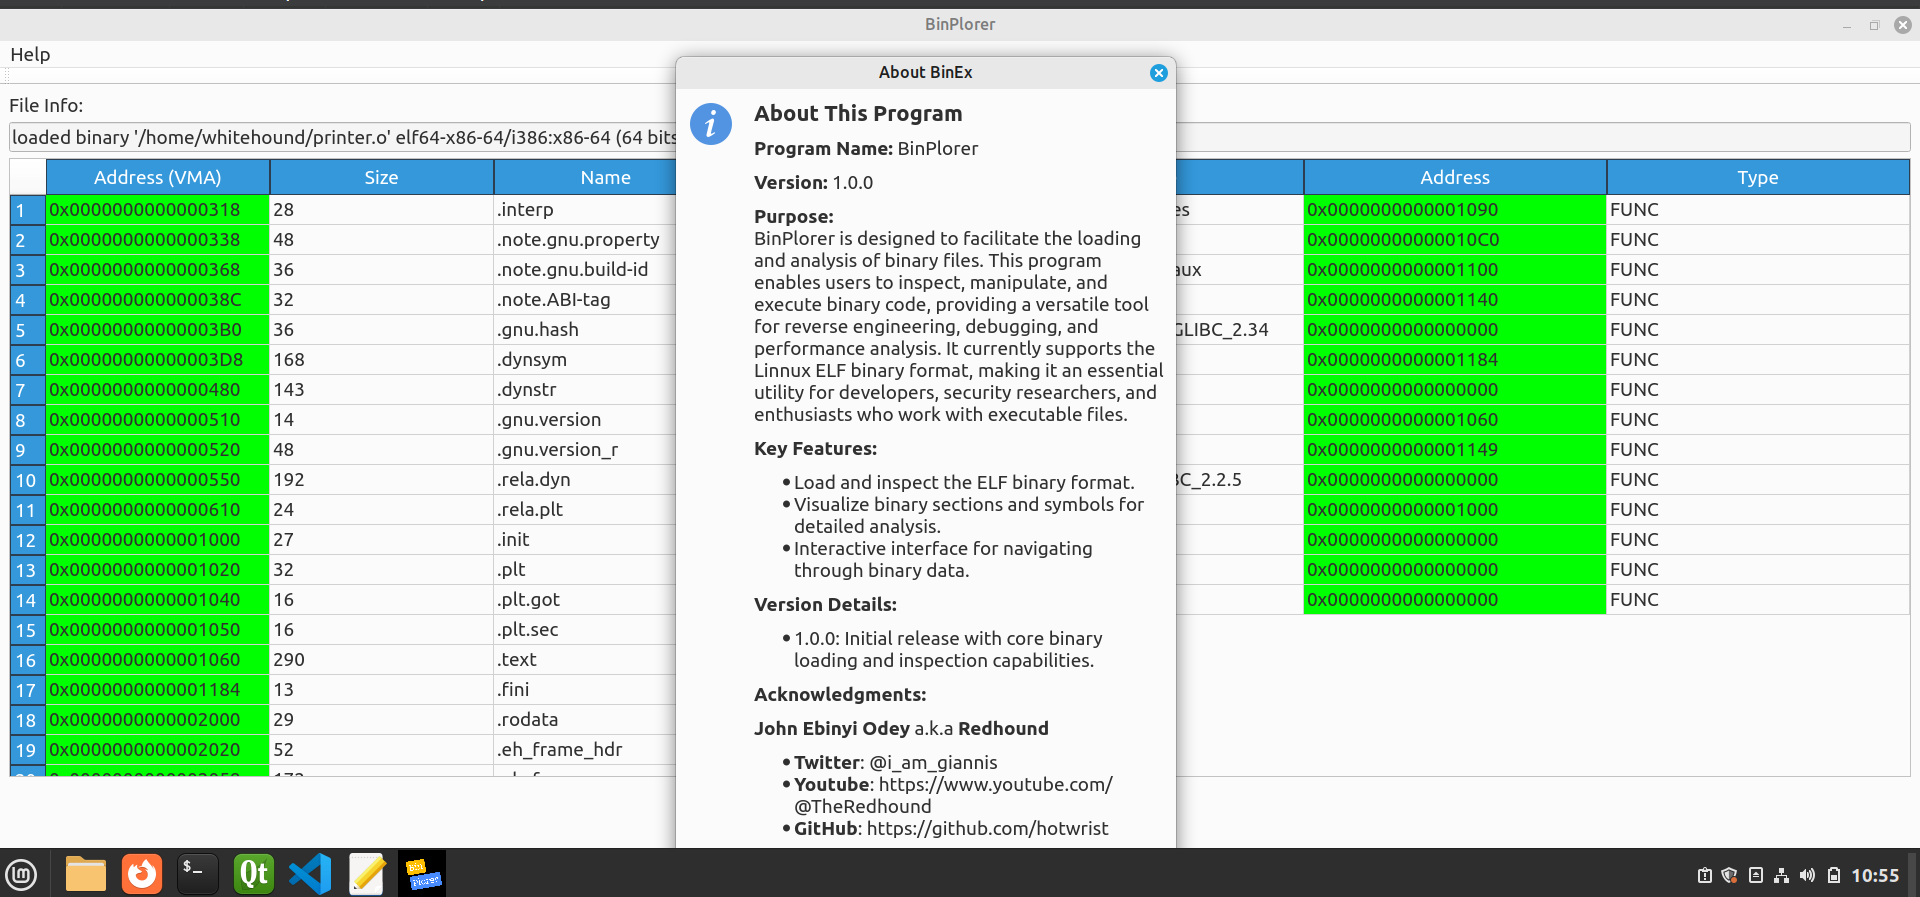 BinPlorer
Help
File Info:
loaded binary '/home/whitehound/printer.o' elf64-x86-64/i386:x86-64 (64 bits
Address (VMA) Size Name Address Type
1 0x0000000000000318 28 .interp es 0x0000000000001090 FUNC
2 0x0000000000000338 48 .note.gnu.property 0x00000000000010C0 FUNC
3 0x0000000000000368 36 .note.gnu.build-id aux 0x0000000000001100 FUNC
4 0x000000000000038C 32 .note.ABI-tag 0x0000000000001140 FUNC
5 0x00000000000003B0 36 .gnu.hash GLIBC_2.34 0x0000000000000000 FUNC
6 0x00000000000003D8 168 .dynsym 0x0000000000001184 FUNC
7 0x0000000000000480 143 .dynstr 0x0000000000000000 FUNC
8 0x0000000000000510 14 .gnu.version 0x0000000000001060 FUNC
9 0x0000000000000520 48 .gnu.version_r 0x0000000000001149 FUNC
10 0x0000000000000550 192 .rela.dyn BC_2.2.5 0x0000000000000000 FUNC
11 0x0000000000000610 24 .rela.plt 0x0000000000001000 FUNC
12 0x0000000000001000 27 .init 0x0000000000000000 FUNC
13 0x0000000000001020 32 .plt 0x0000000000000000 FUNC
14 0x0000000000001040 16 .plt.got 0x0000000000000000 FUNC
15 0x0000000000001050 16 .plt.sec
16 0x0000000000001060 290 .text
17 0x0000000000001184 13 .fini
18 0x0000000000002000 29 .rodata
19 0x0000000000002020 52 .eh_frame_hdr
About BinEx
About This Program
Program Name: BinPlorer
Version: 1.0.0
Purpose:
BinPlorer is designed to facilitate the loading
and analysis of binary files. This program
enables users to inspect, manipulate, and
execute binary code, providing a versatile tool
for reverse engineering, debugging, and
performance analysis. It currently supports the
Linnux ELF binary format, making it an essential
utility for developers, security researchers, and
enthusiasts who work with executable files.
Key Features:
• Load and inspect the ELF binary format.
• Visualize binary sections and symbols for
detailed analysis.
• Interactive interface for navigating
through binary data.
Version Details:
• 1.0.0: Initial release with core binary
loading and inspection capabilities.
Acknowledgments:
John Ebinyi Odey a.k.a Redhound
• Twitter: @i_am_giannis
• Youtube: https://www.youtube.com/
@TheRedhound
• GitHub: https://github.com/hotwrist
$_
Qt
Bin
Plorer
10:55